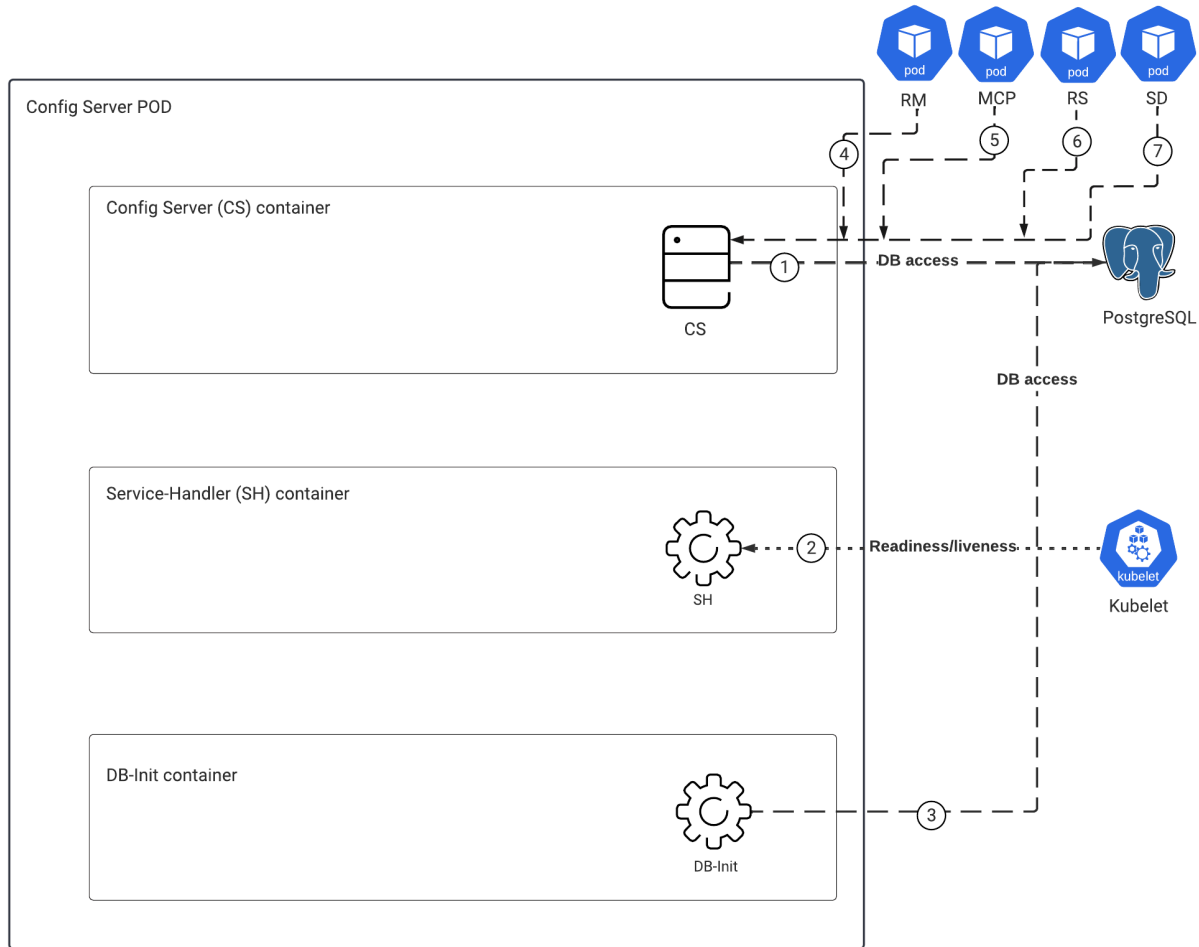 pod
pod
pod
pod
RM
MCP
RS
SD
Config Server POD
4
5
6
7
Config Server (CS) container
1
DB access
CS
PostgreSQL
DB access
Service-Handler (SH) container
2
Readiness/liveness
kubelet
SH
Kubelet
DB-Init container
3
DB-Init